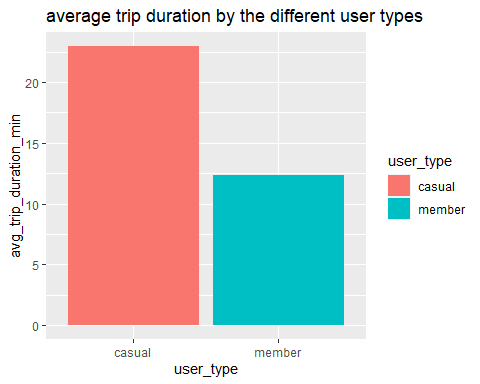 average trip duration by the different user types
avg_trip_duration_min
20
15
10
5
0
casual
member
user_type
user_type
casual
member